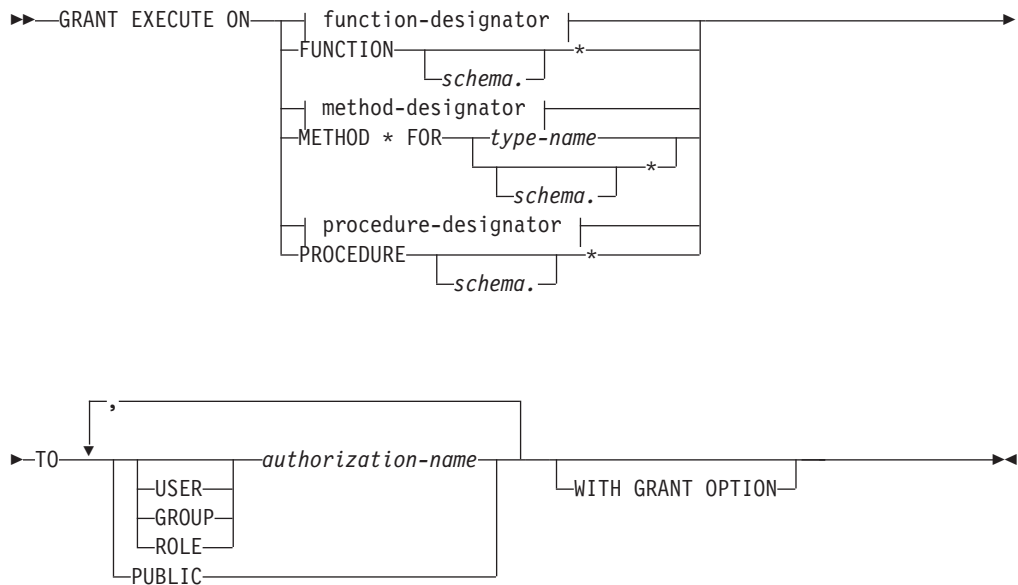 GRANT EXECUTE ON function-designator
FUNCTION *
schema.
method-designator
METHOD * FOR type-name
*
schema.
procedure-designator
PROCEDURE *
schema.
,
TO authorization-name
USER WITH GRANT OPTION
GROUP
ROLE
PUBLIC